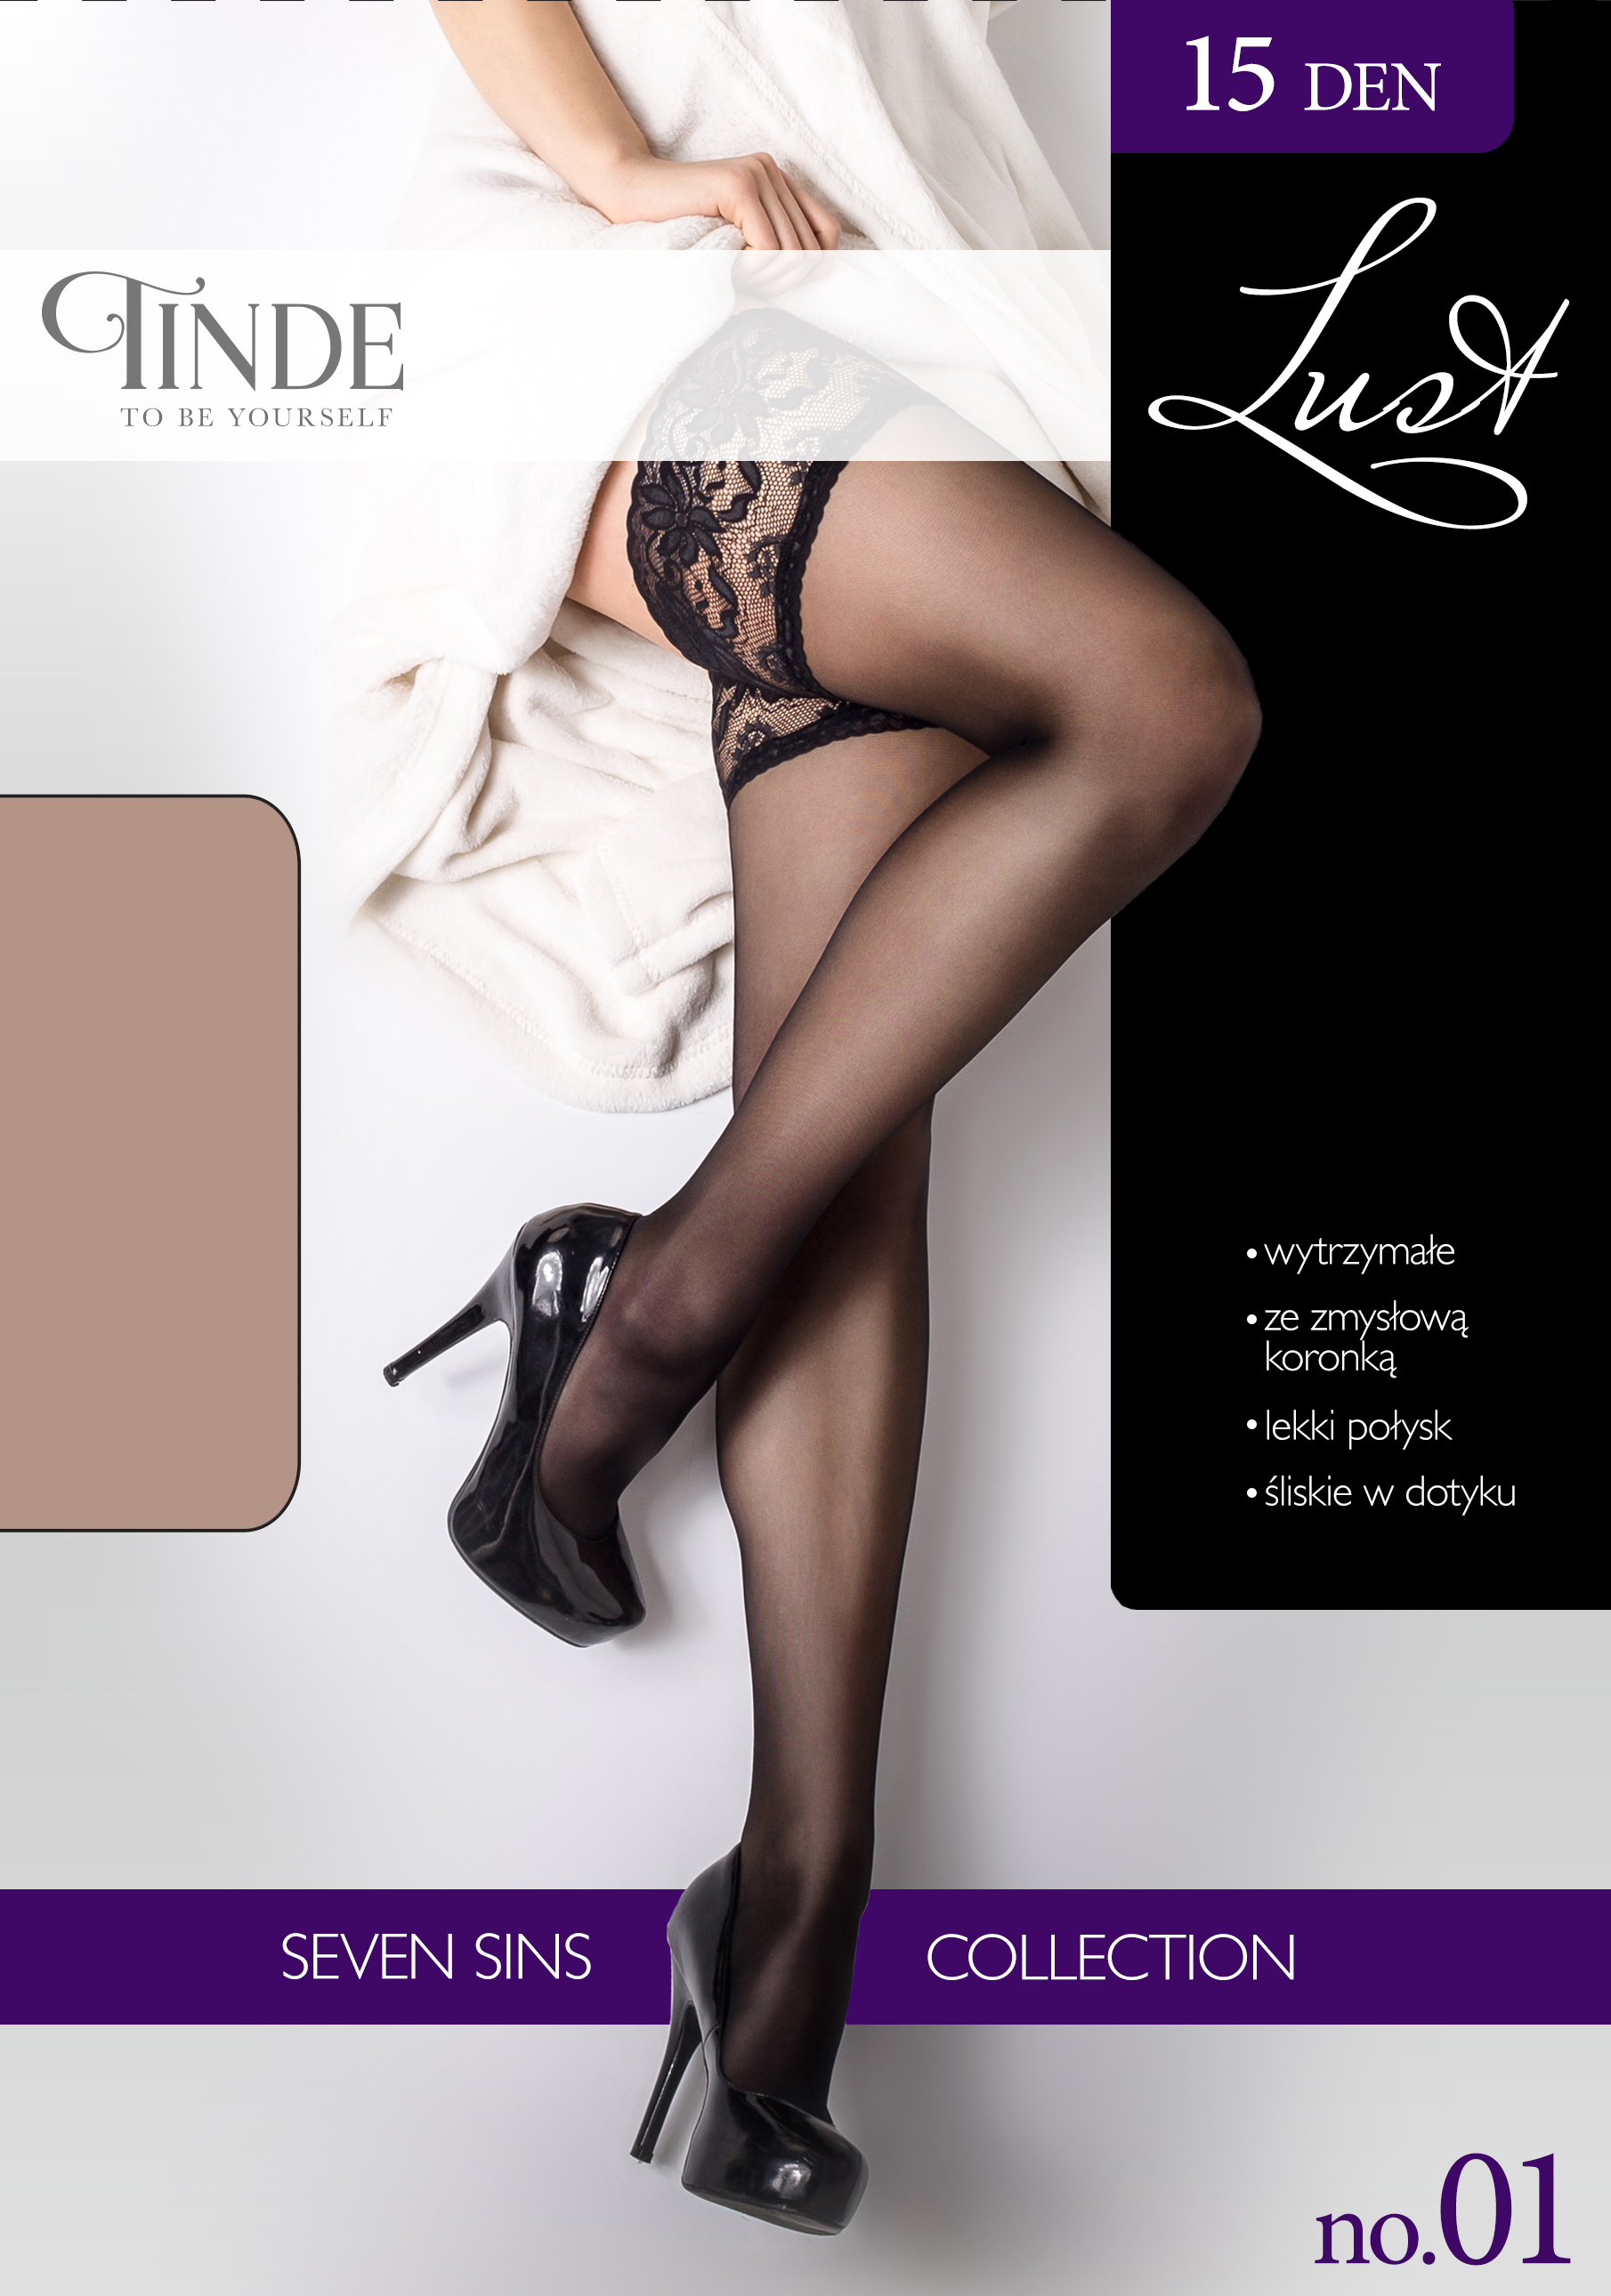 15 DEN
Lust
TINDE
TO BE YOURSELF
• wytrzymałe
• ze zmysłową
koronką
• lekki połysk
• śliskie w dotyku
SEVEN SINS COLLECTION
no.01